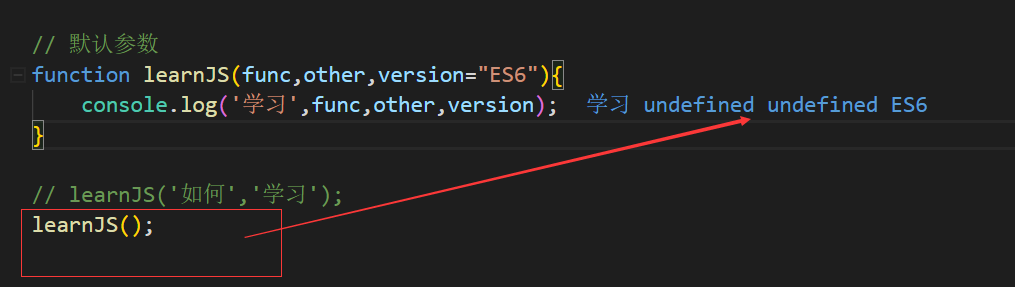 // 默认参数
function learnJS(func,other,version="ES6"){
console.log('学习',func,other,version); 学习 undefined undefined ES6
}
// learnJS('如何','学习');
learnJS();